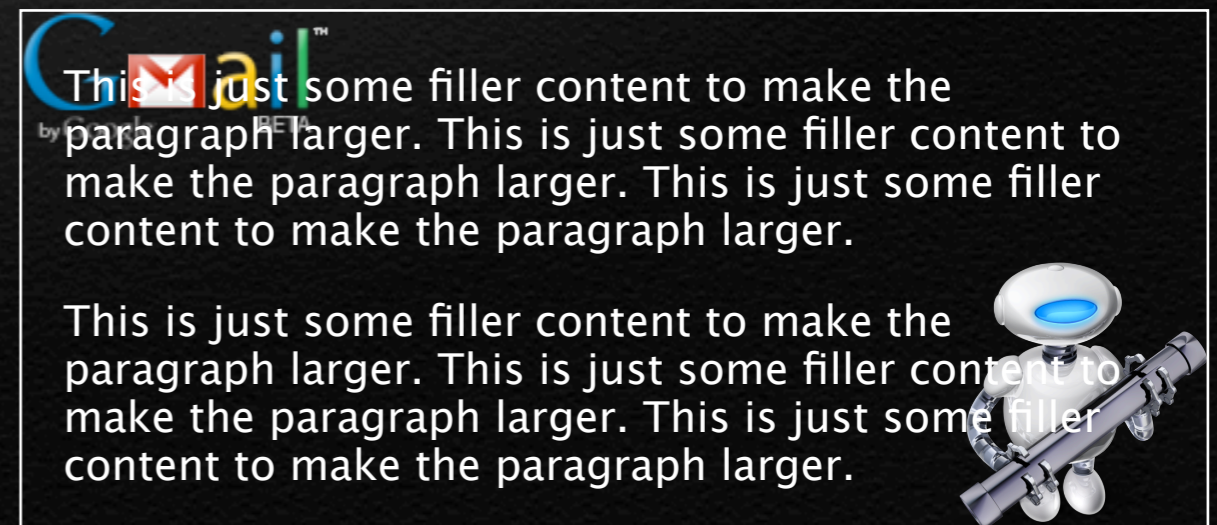 Gmail™
by Google BETA
This is just some filler content to make the
paragraph larger. This is just some filler content to
make the paragraph larger. This is just some filler
content to make the paragraph larger.
This is just some filler content to make the
paragraph larger. This is just some filler content to
make the paragraph larger. This is just some filler
content to make the paragraph larger.